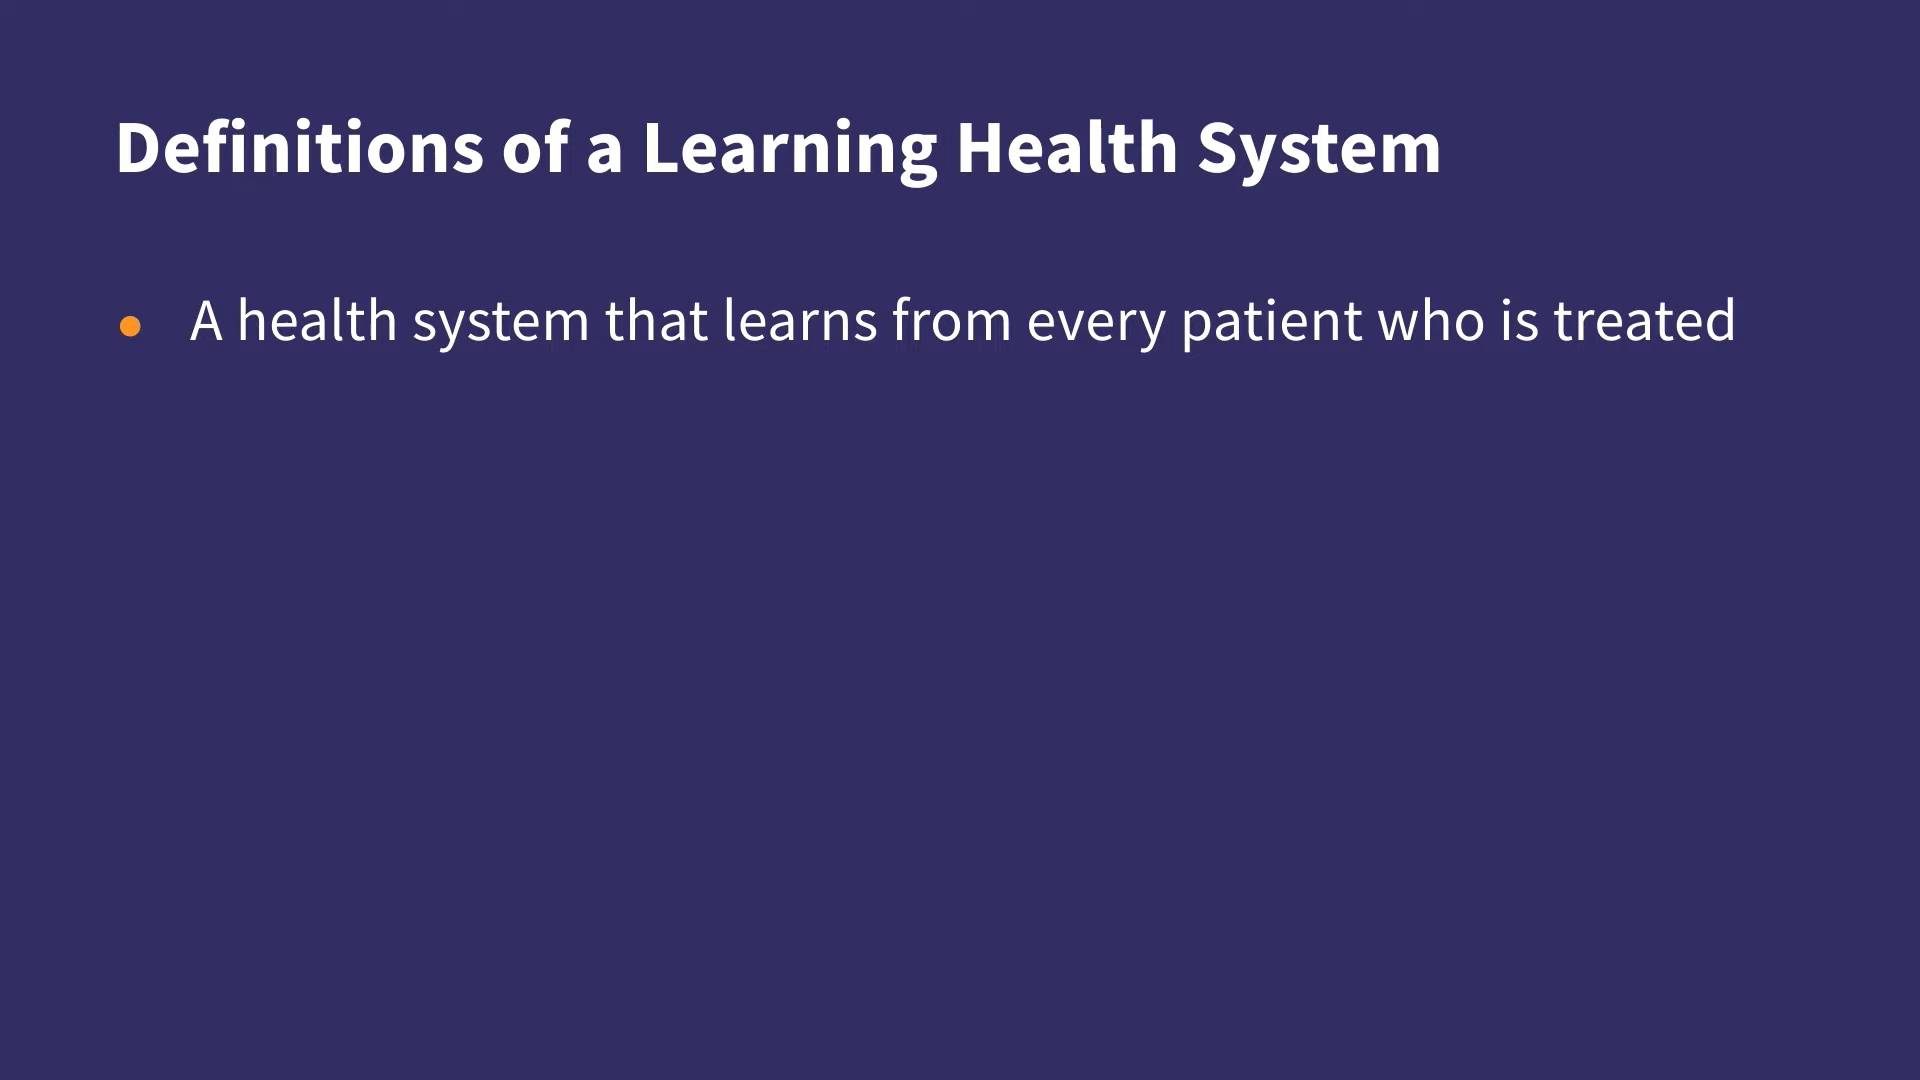 Definitions of a Learning Health System
• A health system that learns from every patient who is treated